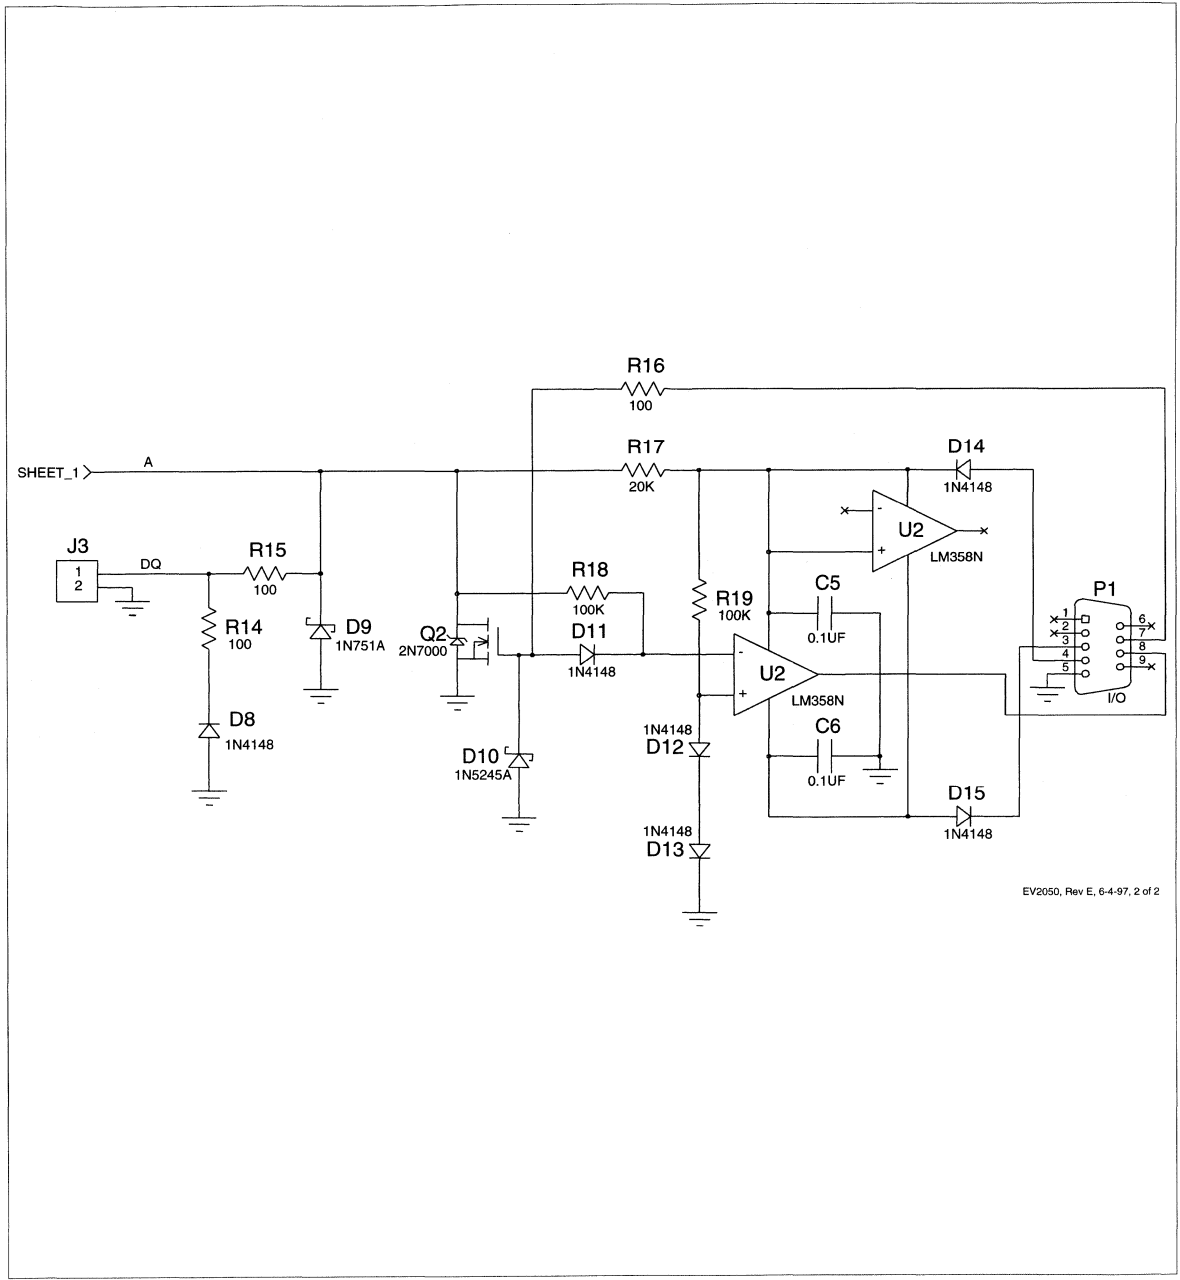 R16
100
R17
20K
D14
1N4148
SHEET_1
A
-
+
U2
LM358N
J3
1
2
DQ
R15
100
R18
100K
R19
100K
C5
0.1UF
P1
1
2
3
4
5
6
7
8
9
I/O
R14
100
D9
1N751A
Q2
2N7000
D11
1N4148
-
+
U2
LM358N
D8
1N4148
D10
1N5245A
1N4148
D12
C6
0.1UF
D15
1N4148
1N4148
D13
EV2050, Rev E, 6-4-97, 2 of 2